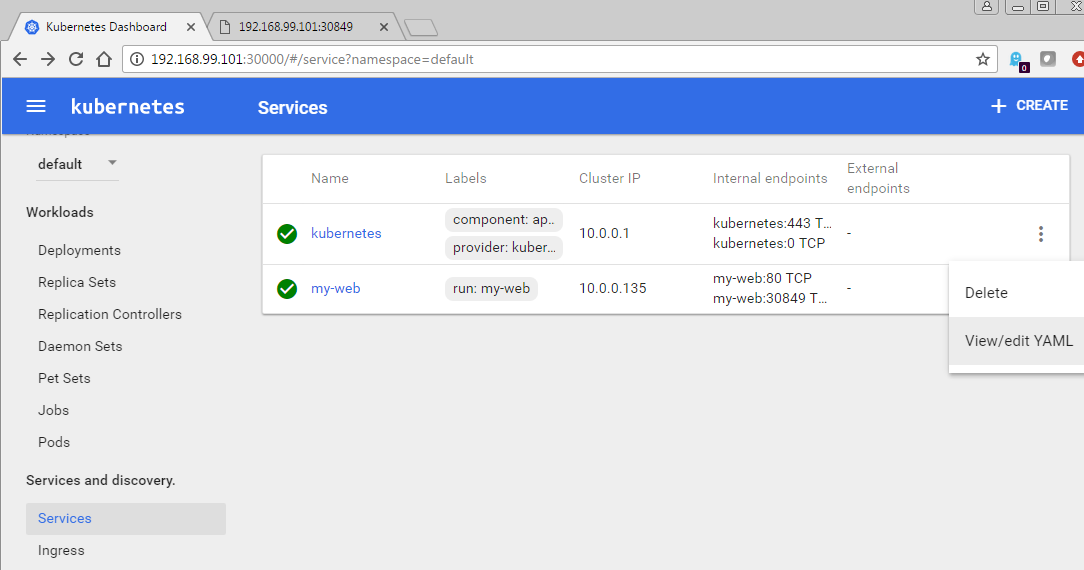 Kubernetes Dashboard
192.168.99.101:30849
192.168.99.101:30000/#/service?namespace=default
0
kubernetes
Services
CREATE
default
Name
Labels
Cluster IP
Internal endpoints
External
endpoints
kubernetes
component: ap..
provider: kuber...
10.0.0.1
kubernetes:443 T...
kubernetes:0 TCP
-
my-web
run: my-web
10.0.0.135
my-web:80 TCP
my-web:30849 T...
-
Delete
View/edit YAML
Workloads
Deployments
Replica Sets
Replication Controllers
Daemon Sets
Pet Sets
Jobs
Pods
Services and discovery.
Services
Ingress